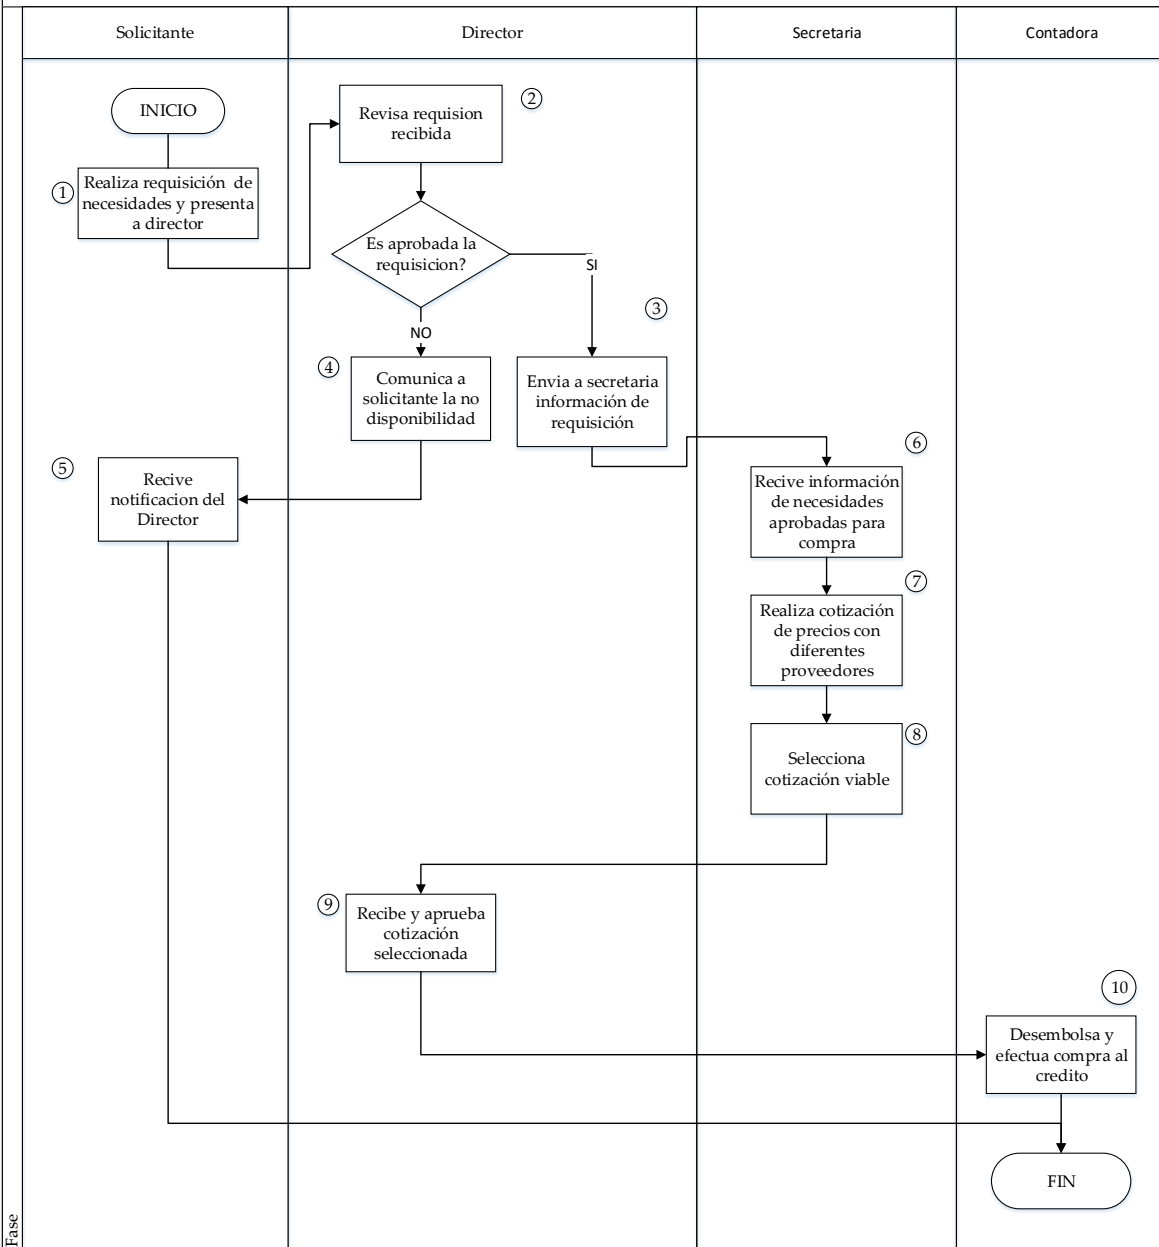 Solicitante
Director
Secretaria
Contadora
INICIO
2
Revisa requision
recibida
1
Realiza requisición de
necesidades y presenta
a director
Es aprobada la
requisicion?
SI
NO
3
4
Comunica a
solicitante la no
disponibilidad
Envia a secretaria
información de
requisición
5
Recive
notificacion del
Director
6
Recive información
de necesidades
aprobadas para
compra
7
Realiza cotización
de precios con
diferentes
proveedores
8
Selecciona
cotización viable
9
Recibe y aprueba
cotización
seleccionada
10
Desembolsa y
efectua compra al
credito
FIN
Fase